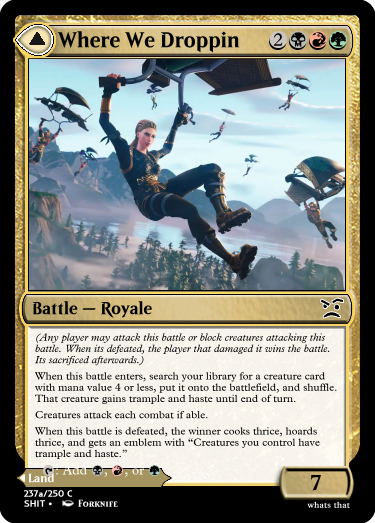 Where We Droppin 2
Battle — Royale
(Any player may attack this battle or block creatures attacking this
battle. When its defeated, the player that damaged it wins the battle.
Its sacrificed afterwards.)
When this battle enters, search your library for a creature card
with mana value 4 or less, put it onto the battlefield, and shuffle.
That creature gains trample and haste until end of turn.
Creatures attack each combat if able.
When this battle is defeated, the winner cooks thrice, hoards
thrice, and gets an emblem with “Creatures you control have
trample and haste.”
: Add , , or
Land
7
237a/250 C
SHIT • Forknife
whats that